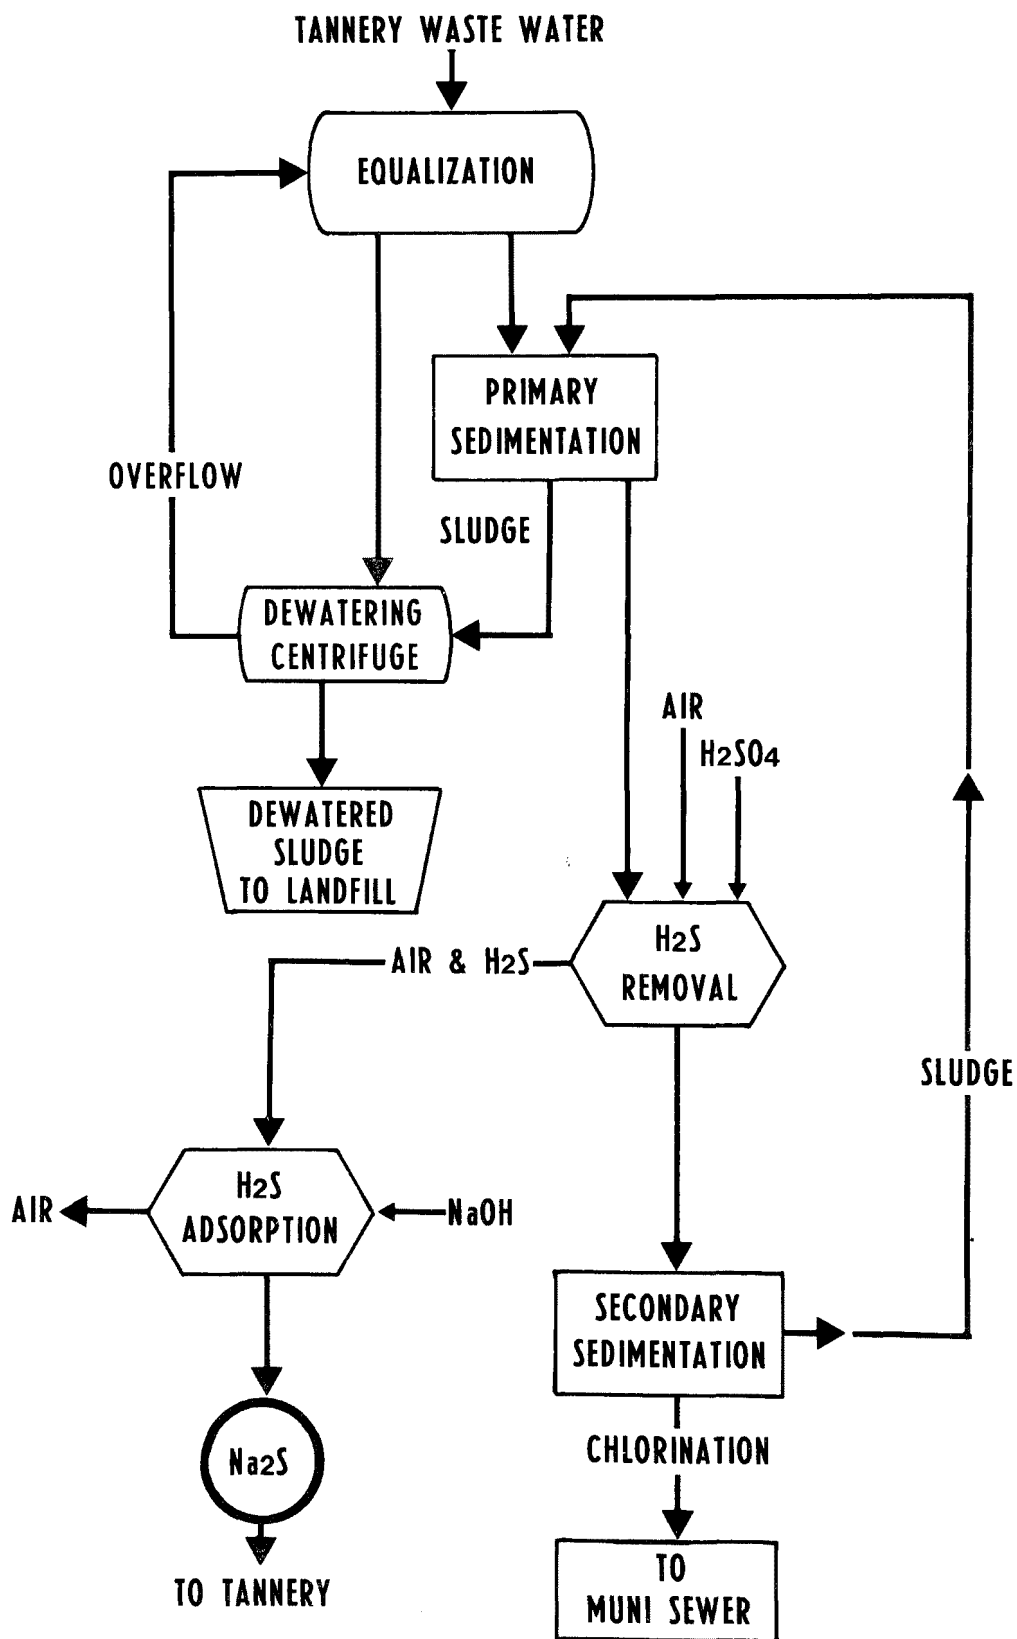 TANNERY WASTE WATER
EQUALIZATION
PRIMARY
SEDIMENTATION
OVERFLOW
SLUDGE
DEWATERING
CENTRIFUGE
AIR
H2SO4
DEWATERED
SLUDGE
TO LANDFILL
H2S
REMOVAL
AIR & H2S
SLUDGE
H2S
ADSORPTION
AIR
NaOH
SECONDARY
SEDIMENTATION
CHLORINATION
Na2S
TO
MUNI SEWER
TO TANNERY